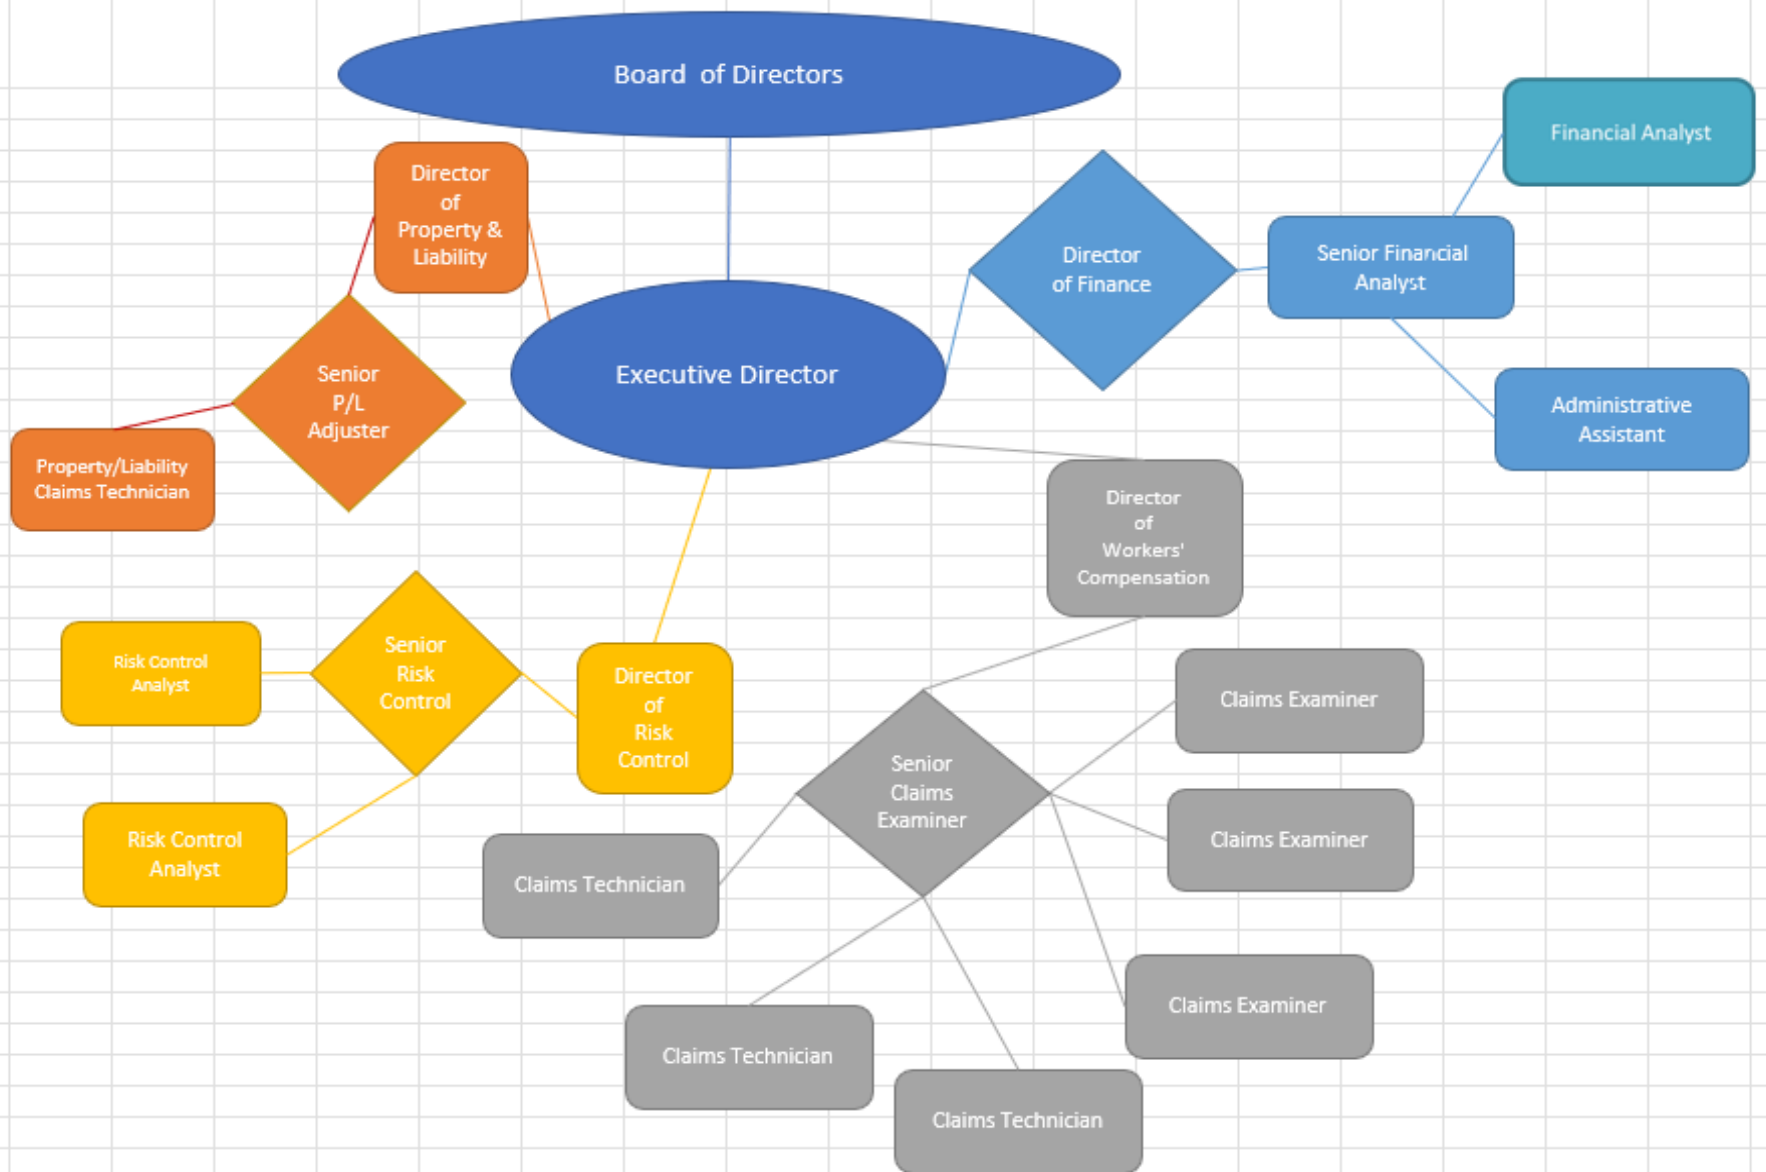 Board of Directors
Financial Analyst
Director
of
Property &
Liability
Director
of Finance
Senior Financial
Analyst
Executive Director
Senior
P/L
Adjuster
Administrative
Assistant
Property/Liability
Claims Technician
Director
of
Workers'
Compensation
Senior
Risk
Control
Risk Control
Analyst
Director
of
Risk
Control
Claims Examiner
Senior
Claims
Examiner
Risk Control
Analyst
Claims Examiner
Claims Technician
Claims Examiner
Claims Technician
Claims Technician